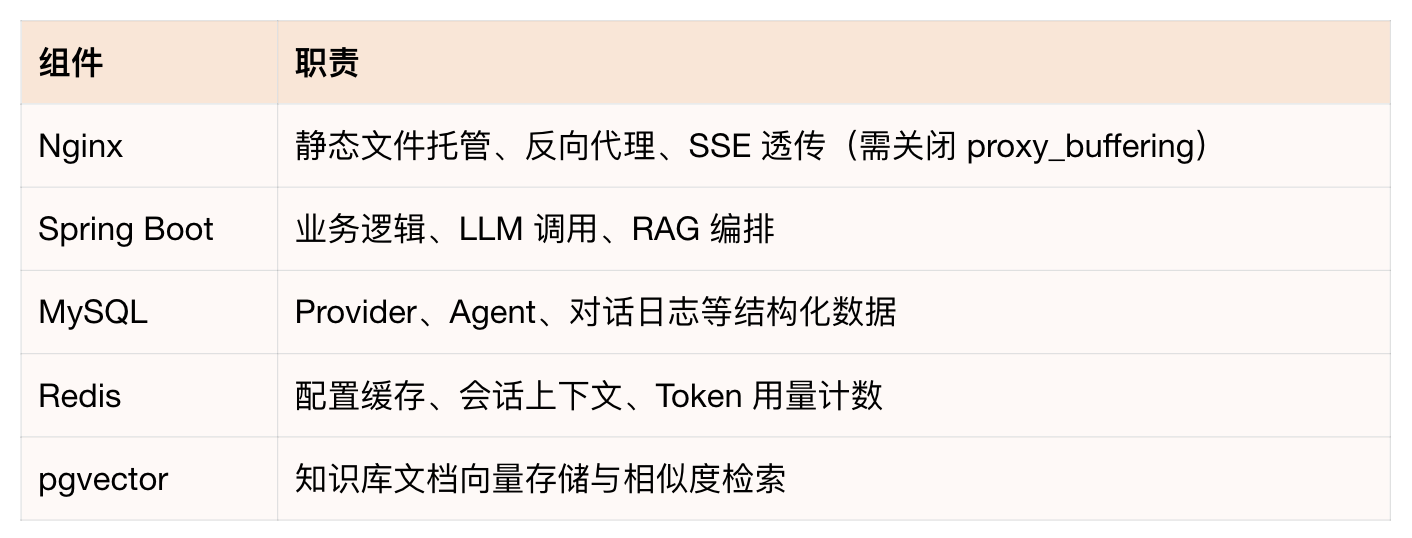 组件 职责
Nginx 静态文件托管、反向代理、SSE 透传（需关闭 proxy_buffering）
Spring Boot 业务逻辑、LLM 调用、RAG 编排
MySQL Provider、Agent、对话日志等结构化数据
Redis 配置缓存、会话上下文、Token 用量计数
pgvector 知识库文档向量存储与相似度检索